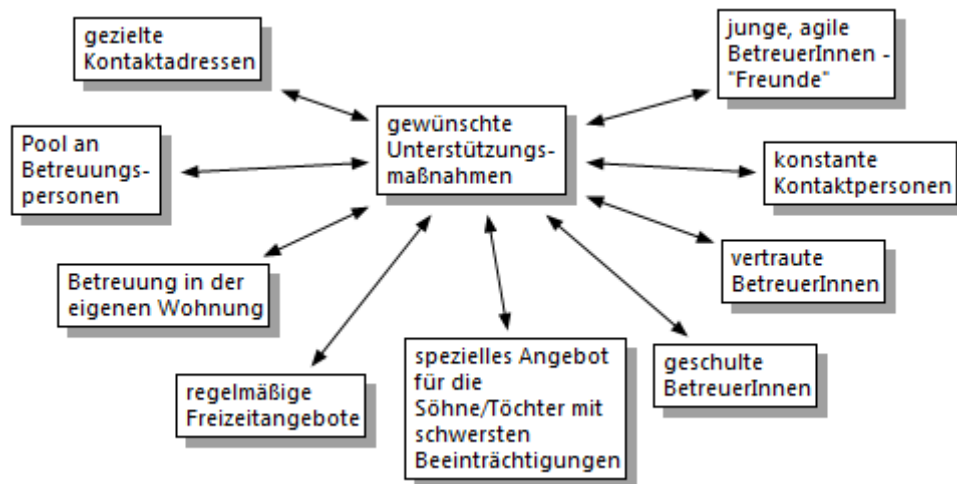 gezielte
Kontaktadressen
junge, agile
BetreuerInnen -
"Freunde"
gewünschte
Unterstützungs-
maßnahmen
Pool an
Betreuungs-
personen
konstante
Kontaktpersonen
Betreuung in der
eigenen Wohnung
vertraute
BetreuerInnen
regelmäßige
Freizeitangebote
spezielles Angebot
für die
Söhne/Töchter mit
schwersten
Beeinträchtigungen
geschulte
BetreuerInnen